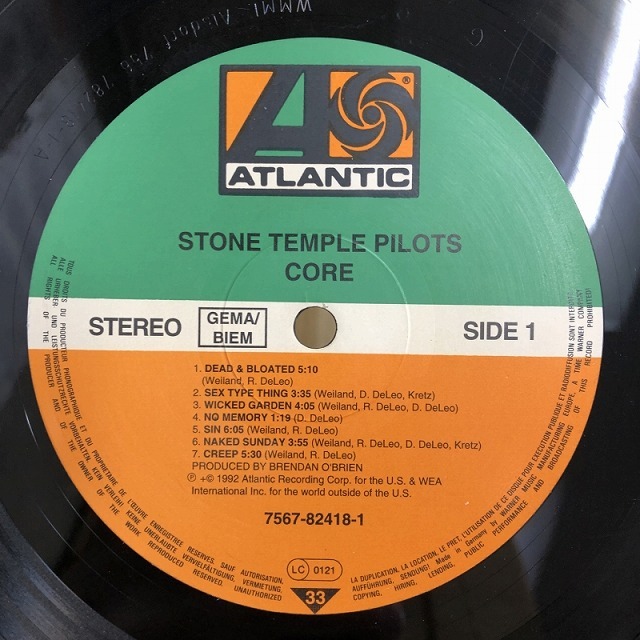 WMMI Alsdorf
ATLANTIC
®
STONE TEMPLE PILOTS
CORE
STEREO
GEMA/
BIEM
SIDE 1
1. DEAD & BLOATED 5:10
(Weiland, R. DeLeo)
2. SEX TYPE THING 3:35 (Weiland, D. DeLeo, Kretz)
3. WICKED GARDEN 4:05 (Weiland, R. DeLeo, D. DeLeo)
4. NO MEMORY 1:19 (D. DeLeo)
5. SIN 6:05 (Weiland, R. DeLeo)
6. NAKED SUNDAY 3:55 (Weiland, R. DeLeo, D. DeLeo, Kretz)
7. CREEP 5:30 (Weiland, R. DeLeo)
PRODUCED BY BRENDAN O'BRIEN
℗ +© 1992 Atlantic Recording Corp. for the U.S. & WEA
International Inc. for the world outside of the U.S.
7567-82418-1
LC 0121
33
TOUS DROITS DU PRODUCTEUR PHONOGRAPHIQUE ET DU PROPRIETAIRE DE L'ŒUVRE ENREGISTREE RESERVES. SAUF AUTORISATION,
LA DUPLICATION, LA LOCATION, LE PRET, L'UTILISATION DE CE DISQUE POUR EXECUTION PUBLIQUE ET RADIODIFFUSION SONT INTERDITS.
ALLE URHEBER UND LEISTUNGSSCHUTZRECHTE VORBEHALTEN. KEIN VERLEIH! KEINE UNERLAUBTE VERVIELFÄLTIGUNG, VERMIETUNG,
AUFFÜHRUNG, SENDUNG! Made in Germany by WARNER MUSIC MANUFACTURING EUROPE A TIME WARNER COMPANY
ALL RIGHTS OF THE PRODUCER AND OF THE OWNER OF THE WORK REPRODUCED RESERVED. UNAUTHORIZED
COPYING, HIRING, LENDING, PUBLIC PERFORMANCE AND BROADCASTING OF THIS RECORD PROHIBITED!